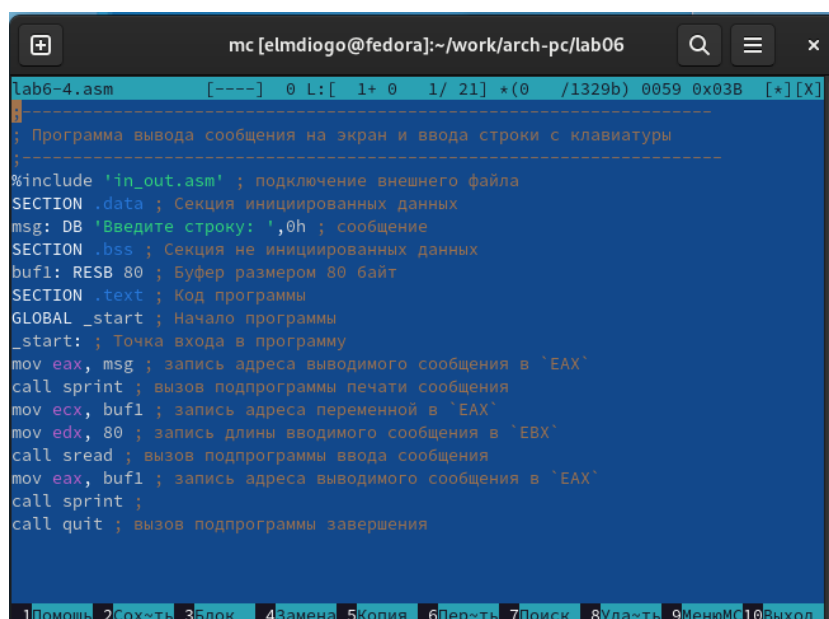 mc [elmdiogo@fedora]:~/work/arch-pc/lab06
lab6-4.asm [----] 0 L:[ 1+ 0 1/ 21] *(0 /1329b) 0059 0x03B [*][X]
;--------------------------------------------------------------------
; Программа вывода сообщения на экран и ввода строки с клавиатуры
;---------------------------------------------------------------------
%include 'in_out.asm' ; подключение внешнего файла
SECTION .data ; Секция инициированных данных
msg: DB 'Введите строку: ',0h ; сообщение
SECTION .bss ; Секция не инициированных данных
buf1: RESB 80 ; Буфер размером 80 байт
SECTION .text ; Код программы
GLOBAL _start ; Начало программы
_start: ; Точка входа в программу
mov eax, msg ; запись адреса выводимого сообщения в `EAX`
call sprint ; вызов подпрограммы печати сообщения
mov ecx, buf1 ; запись адреса переменной в `EAX`
mov edx, 80 ; запись длины вводимого сообщения в `EBX`
call sread ; вызов подпрограммы ввода сообщения
mov eax, buf1 ; запись адреса выводимого сообщения в `EAX`
call sprint ;
call quit ; вызов подпрограммы завершения
1Помощь 2Сох~ть 3Блок 4Замена 5Копия 6Пер~ть 7Поиск 8Уда~ть 9МенюMC 10Выход